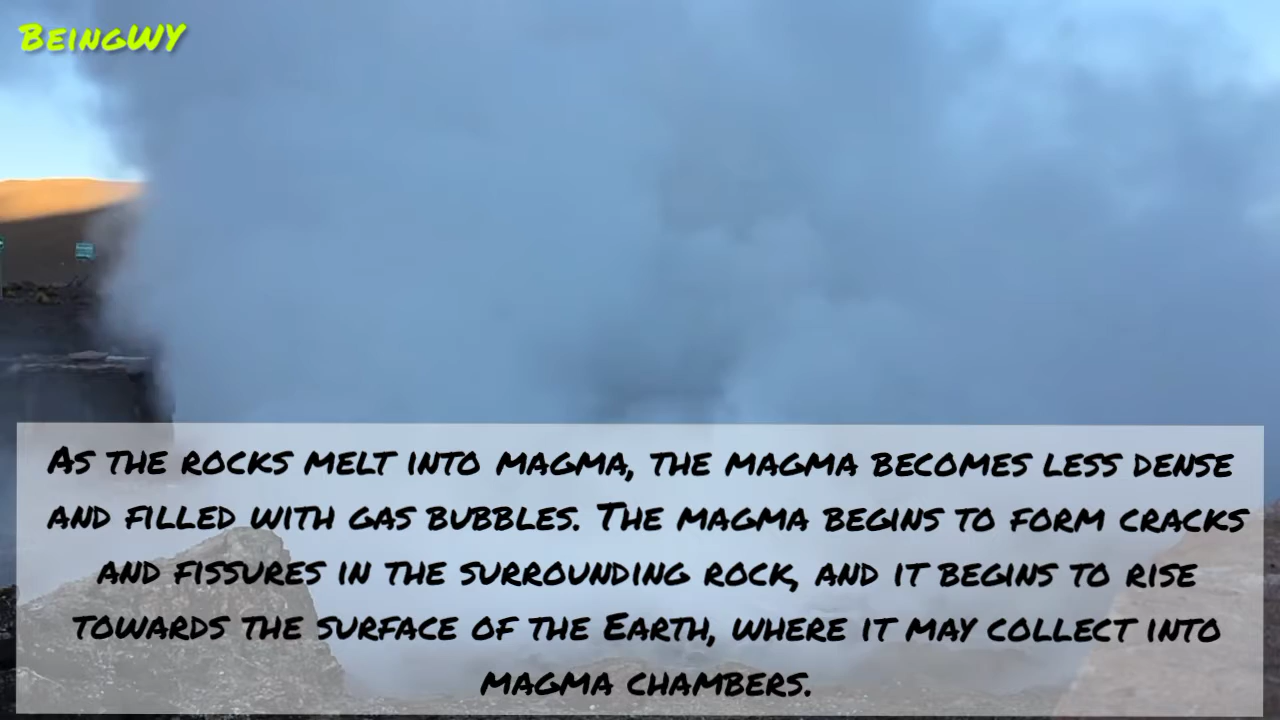 BeingWY
As the rocks melt into magma, the magma becomes less dense
and filled with gas bubbles. The magma begins to form cracks
and fissures in the surrounding rock, and it begins to rise
towards the surface of the Earth, where it may collect into
magma chambers.